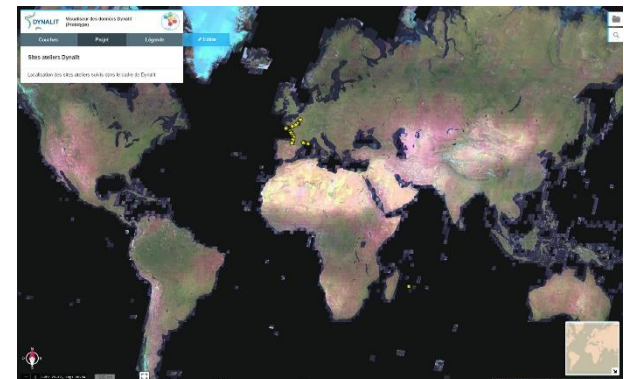 DYNALIT
Visualiseur des données Dynalit
(Prototype)
Couches Projet Légende
Sites ateliers Dynalit
Localisation des sites ateliers suivis dans le cadre de Dynalit